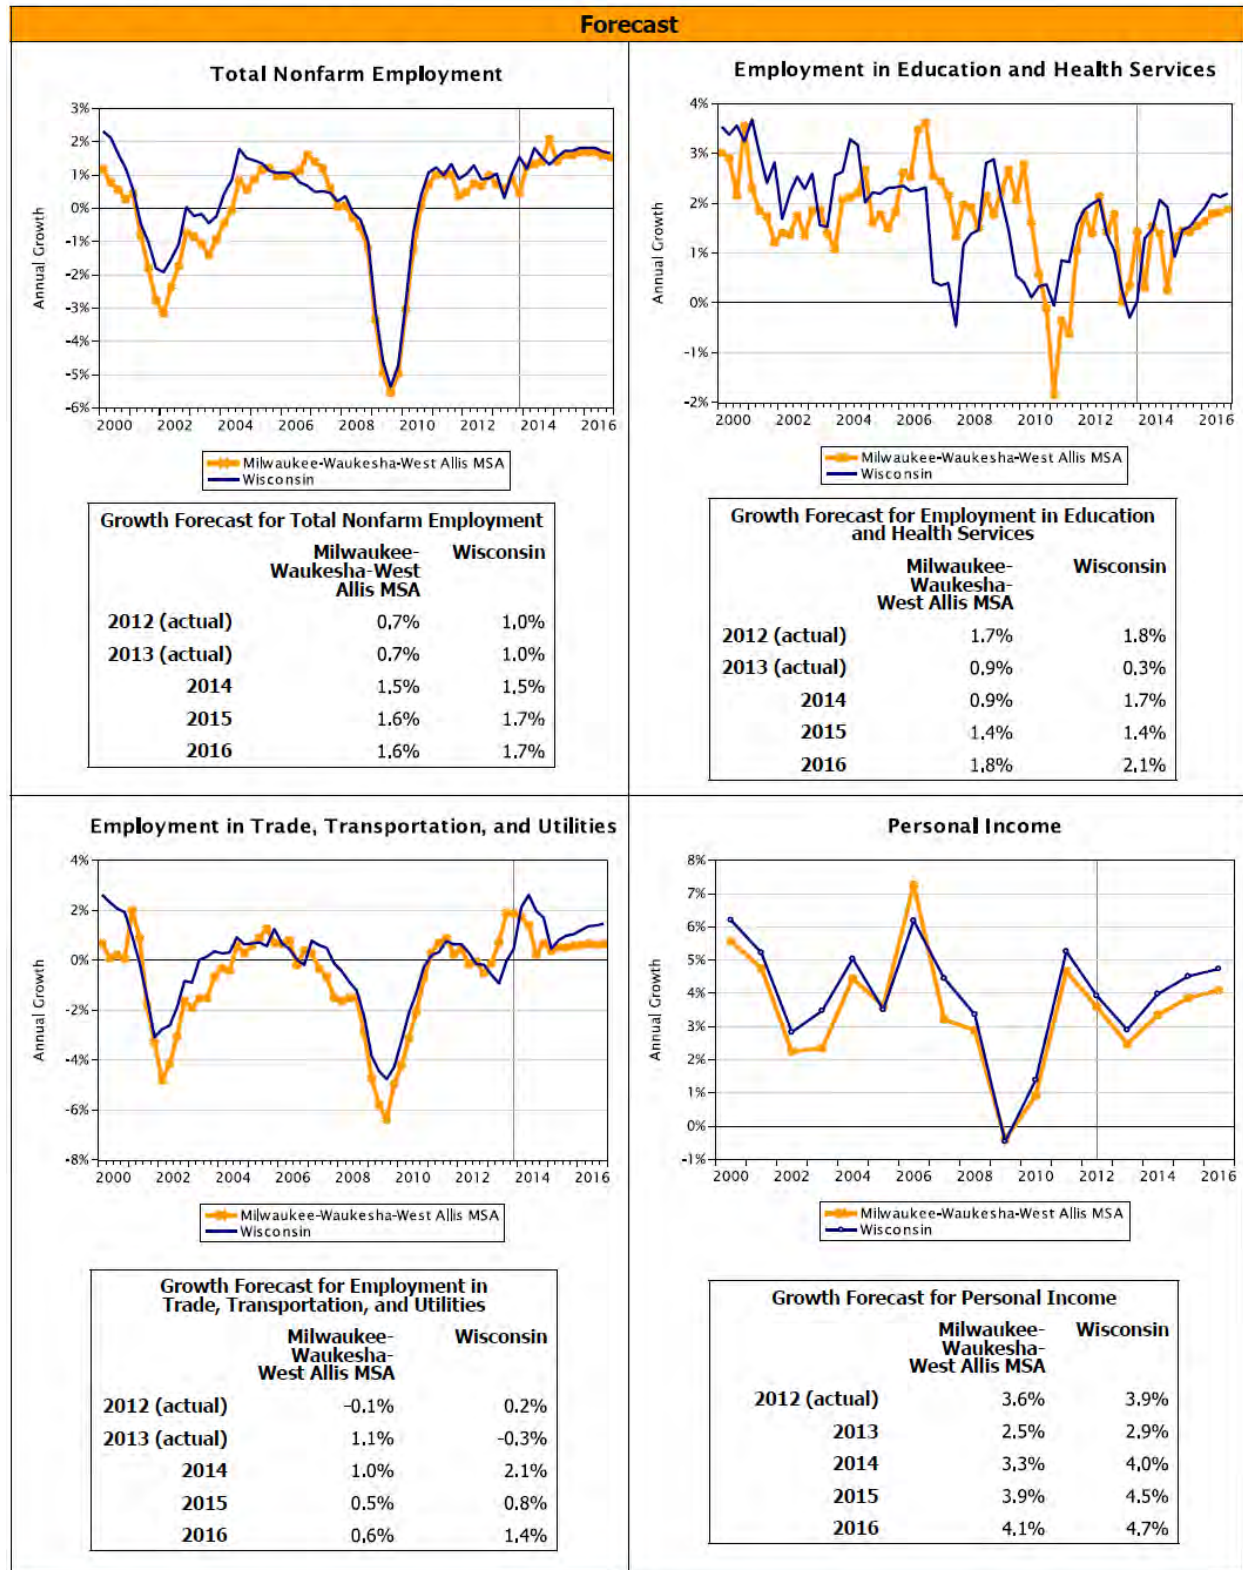 Forecast
Total Nonfarm Employment
3%
2%
1%
0%
-1%
-2%
-3%
-4%
-5%
-6%
Annual Growth
2000 2002 2004 2006 2008 2010 2012 2014 2016
Milwaukee-Waukesha-West Allis MSA
Wisconsin
Growth Forecast for Total Nonfarm Employment
Milwaukee-
Waukesha-West
Allis MSA
Wisconsin
2012 (actual) 0.7% 1.0%
2013 (actual) 0.7% 1.0%
2014 1.5% 1.5%
2015 1.6% 1.7%
2016 1.6% 1.7%
Employment in Education and Health Services
4%
3%
2%
1%
0%
-1%
-2%
Annual Growth
2000 2002 2004 2006 2008 2010 2012 2014 2016
Milwaukee-Waukesha-West Allis MSA
Wisconsin
Growth Forecast for Employment in Education
and Health Services
Milwaukee-
Waukesha-
West Allis MSA
Wisconsin
2012 (actual) 1.7% 1.8%
2013 (actual) 0.9% 0.3%
2014 0.9% 1.7%
2015 1.4% 1.4%
2016 1.8% 2.1%
Employment in Trade, Transportation, and Utilities
4%
2%
0%
-2%
-4%
-6%
-8%
Annual Growth
2000 2002 2004 2006 2008 2010 2012 2014 2016
Milwaukee-Waukesha-West Allis MSA
Wisconsin
Growth Forecast for Employment in
Trade, Transportation, and Utilities
Milwaukee-
Waukesha-
West Allis MSA
Wisconsin
2012 (actual) -0.1% 0.2%
2013 (actual) 1.1% -0.3%
2014 1.0% 2.1%
2015 0.5% 0.8%
2016 0.6% 1.4%
Personal Income
8%
7%
6%
5%
4%
3%
2%
1%
0%
-1%
Annual Growth
2000 2002 2004 2006 2008 2010 2012 2014 2016
Milwaukee-Waukesha-West Allis MSA
Wisconsin
Growth Forecast for Personal Income
Milwaukee-
Waukesha-
West Allis MSA
Wisconsin
2012 (actual) 3.6% 3.9%
2013 2.5% 2.9%
2014 3.3% 4.0%
2015 3.9% 4.5%
2016 4.1% 4.7%